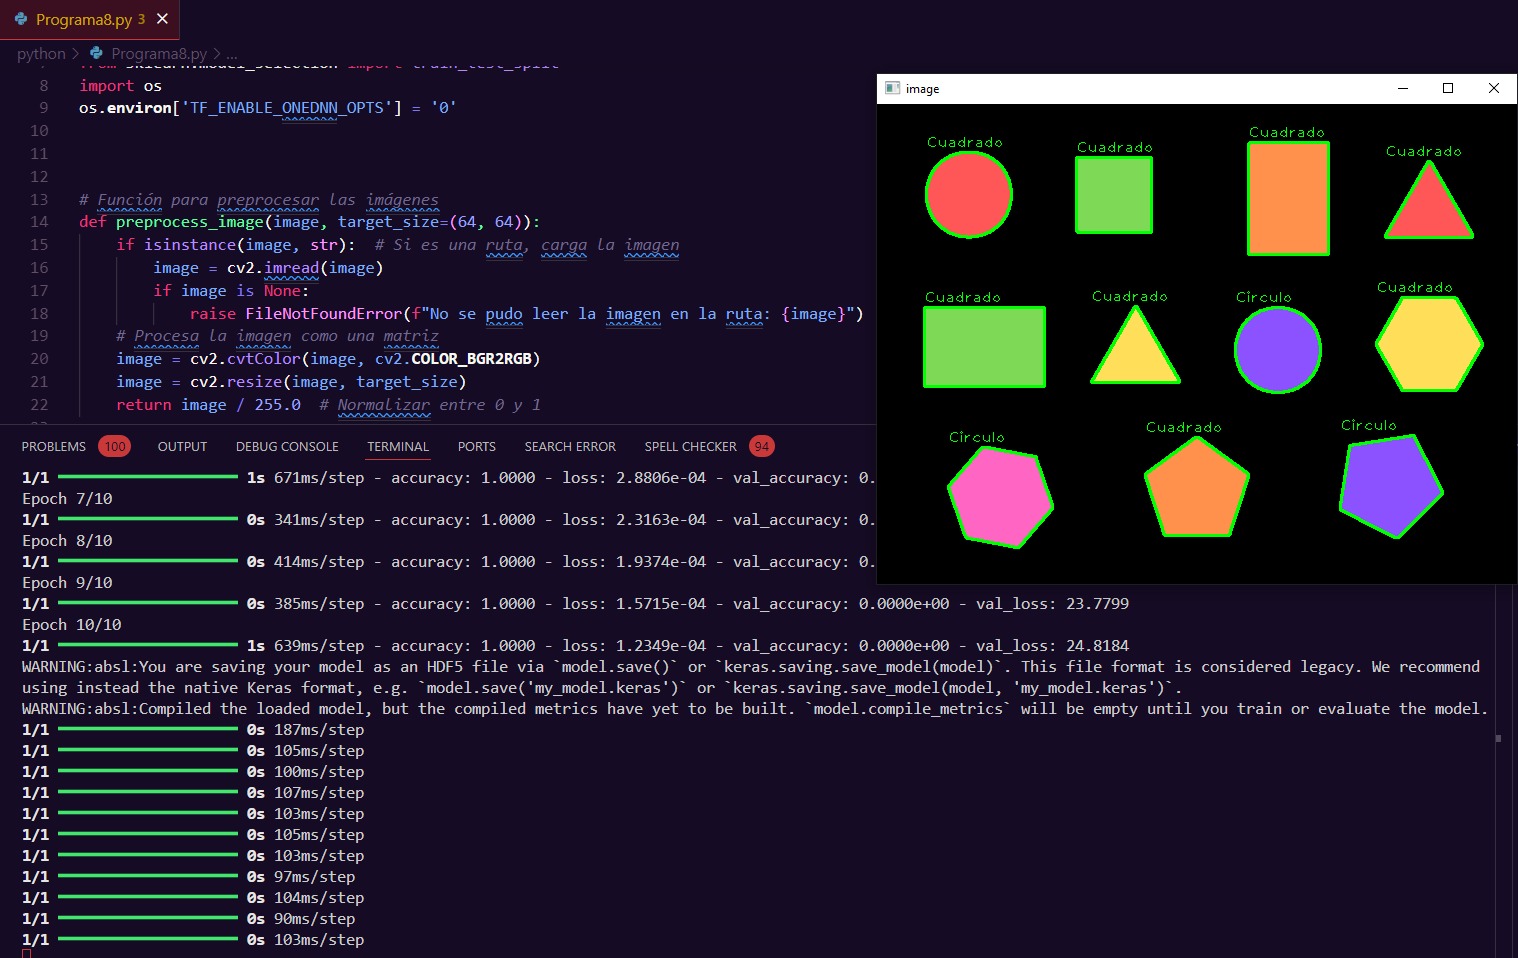 Programa8.py 3
python > Programa8.py > ...
from sklearn.model_selection import train_test_split
8 import os
9 os.environ['TF_ENABLE_ONEDNN_OPTS'] = '0'
10
11
12
13 # Función para preprocesar las imágenes
14 def preprocess_image(image, target_size=(64, 64)):
15 if isinstance(image, str):  # Si es una ruta, carga la imagen
16 image = cv2.imread(image)
17 if image is None:
18 raise FileNotFoundError(f"No se pudo leer la imagen en la ruta: {image}")
19 # Procesa la imagen como una matriz
20 image = cv2.cvtColor(image, cv2.COLOR_BGR2RGB)
21 image = cv2.resize(image, target_size)
22 return image / 255.0  # Normalizar entre 0 y 1
image
Cuadrado Cuadrado Cuadrado Cuadrado
Cuadrado Cuadrado Circulo Cuadrado
Circulo Cuadrado Circulo
PROBLEMS 100 OUTPUT DEBUG CONSOLE TERMINAL PORTS SEARCH ERROR SPELL CHECKER 94
1/1 1s 671ms/step - accuracy: 1.0000 - loss: 2.8806e-04 - val_accuracy: 0.
Epoch 7/10
1/1 0s 341ms/step - accuracy: 1.0000 - loss: 2.3163e-04 - val_accuracy: 0.
Epoch 8/10
1/1 0s 414ms/step - accuracy: 1.0000 - loss: 1.9374e-04 - val_accuracy: 0.
Epoch 9/10
1/1 0s 385ms/step - accuracy: 1.0000 - loss: 1.5715e-04 - val_accuracy: 0.0000e+00 - val_loss: 23.7799
Epoch 10/10
1/1 1s 639ms/step - accuracy: 1.0000 - loss: 1.2349e-04 - val_accuracy: 0.0000e+00 - val_loss: 24.8184
WARNING:absl:You are saving your model as an HDF5 file via `model.save()` or `keras.saving.save_model(model)`. This file format is considered legacy. We recommend
using instead the native Keras format, e.g. `model.save('my_model.keras')` or `keras.saving.save_model(model, 'my_model.keras')`.
WARNING:absl:Compiled the loaded model, but the compiled metrics have yet to be built. `model.compile_metrics` will be empty until you train or evaluate the model.
1/1 0s 187ms/step
1/1 0s 105ms/step
1/1 0s 100ms/step
1/1 0s 107ms/step
1/1 0s 103ms/step
1/1 0s 105ms/step
1/1 0s 103ms/step
1/1 0s 97ms/step
1/1 0s 104ms/step
1/1 0s 90ms/step
1/1 0s 103ms/step